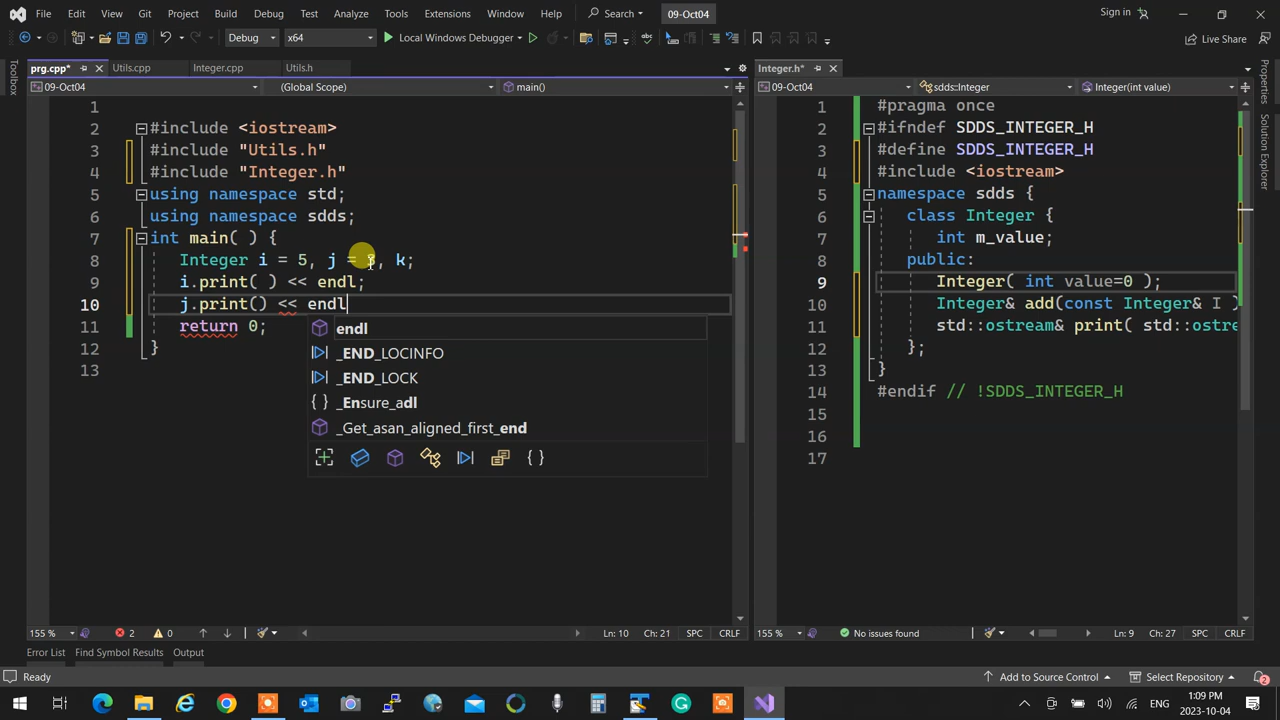 File Edit View Git Project Build Debug Test Analyze Tools Extensions Window Help Search 09-Oct04 Sign in
Debug x64 Local Windows Debugger Live Share
Toolbox
prg.cpp* Utils.cpp Integer.cpp Utils.h
09-Oct04 (Global Scope) main()
1
2 #include <iostream>
3 #include "Utils.h"
4 #include "Integer.h"
5 using namespace std;
6 using namespace sdds;
7 int main( ) {
8 Integer i = 5, j = 3, k;
9 i.print( ) << endl;
10 j.print() << endl
11 return 0;
12 }
13
endl
_END_LOCINFO
_END_LOCK
_Ensure_adl
_Get_asan_aligned_first_end
155 % 2 0 Ln: 10 Ch: 21 SPC CRLF
Integer.h*
09-Oct04 sdds::Integer Integer(int value)
1 #pragma once
2 #ifndef SDDS_INTEGER_H
3 #define SDDS_INTEGER_H
4 #include <iostream>
5 namespace sdds {
6 class Integer {
7 int m_value;
8 public:
9 Integer( int value=0 );
10 Integer& add(const Integer& I )
11 std::ostream& print( std::ostre
12 };
13 }
14 #endif // !SDDS_INTEGER_H
15
16
17
155 % No issues found Ln: 9 Ch: 27 SPC CRLF
Properties
Solution Explorer
Error List Find Symbol Results Output
Ready Add to Source Control Select Repository 2
ENG 1:09 PM 2023-10-04